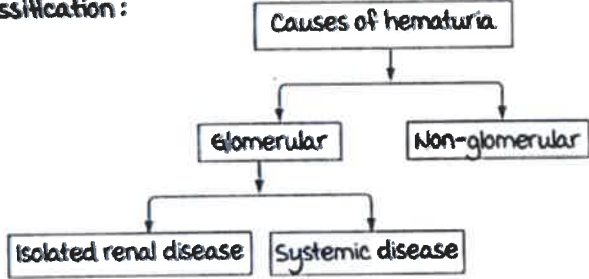 ssification :
Causes of hematuria
Glomerular
Non-glomerular
Isolated renal disease
Systemic disease